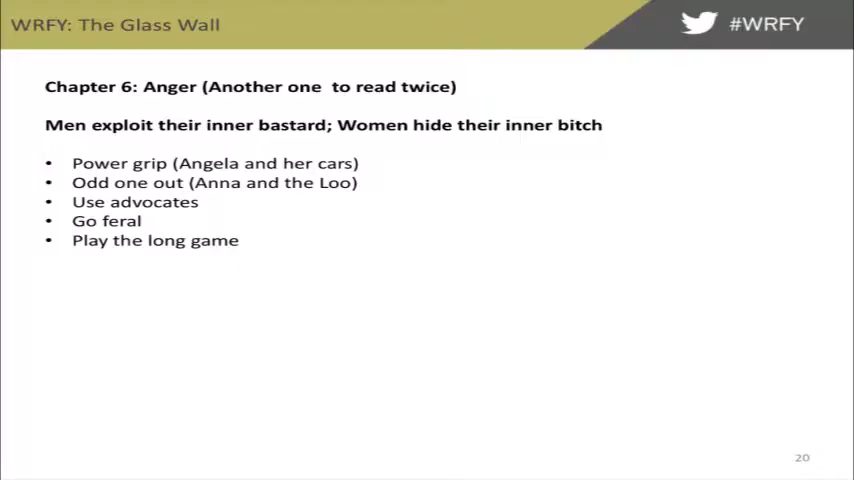 WRFY: The Glass Wall
#WRFY
Chapter 6: Anger (Another one to read twice)
Men exploit their inner bastard; Women hide their inner bitch
• Power grip (Angela and her cars)
• Odd one out (Anna and the Loo)
• Use advocates
• Go feral
• Play the long game
20